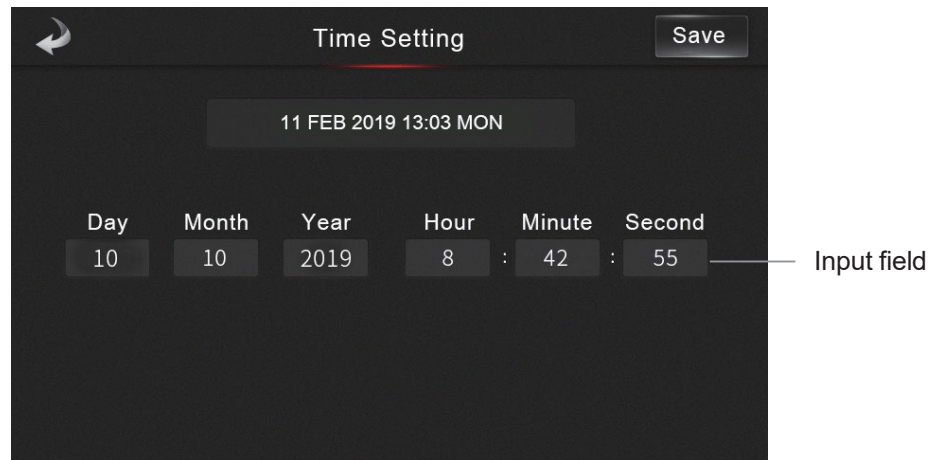 Time Setting
Save
11 FEB 2019 13:03 MON
Day Month Year Hour Minute Second
10 10 2019 8 : 42 : 55
Input field